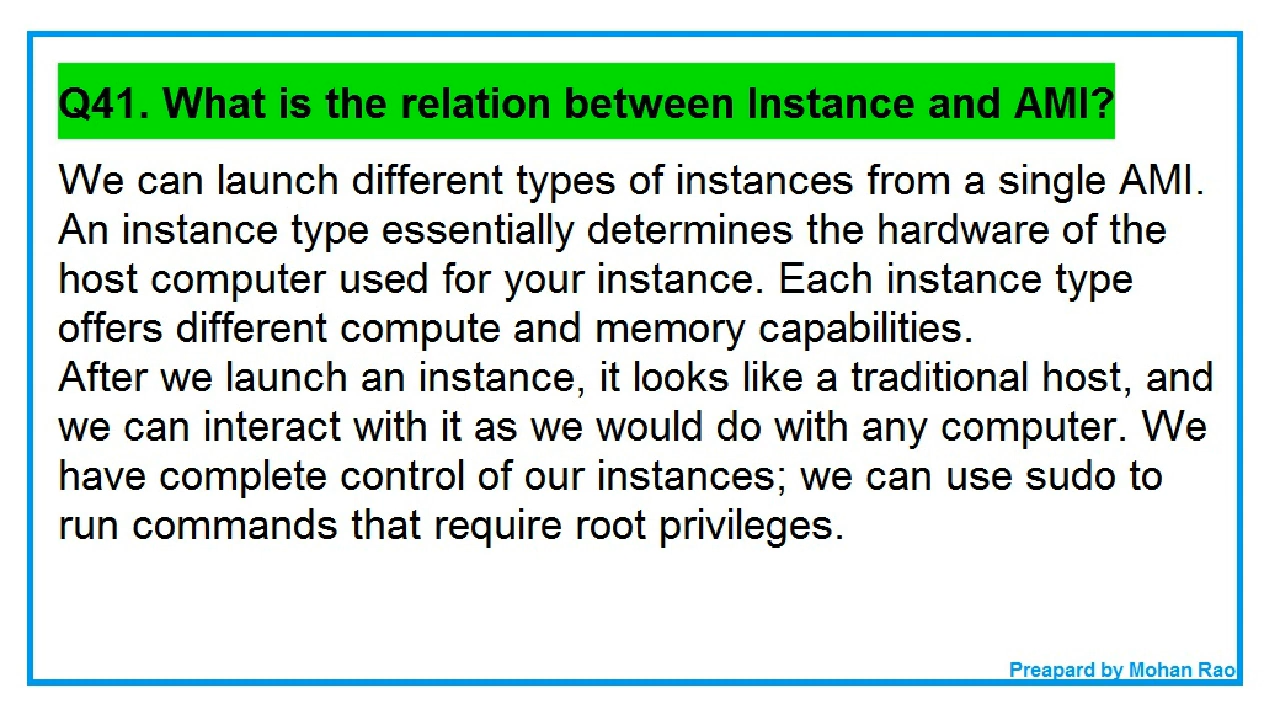 Q41. What is the relation between Instance and AMI?
We can launch different types of instances from a single AMI.
An instance type essentially determines the hardware of the
host computer used for your instance. Each instance type
offers different compute and memory capabilities.
After we launch an instance, it looks like a traditional host, and
we can interact with it as we would do with any computer. We
have complete control of our instances; we can use sudo to
run commands that require root privileges.
Preapard by Mohan Rao